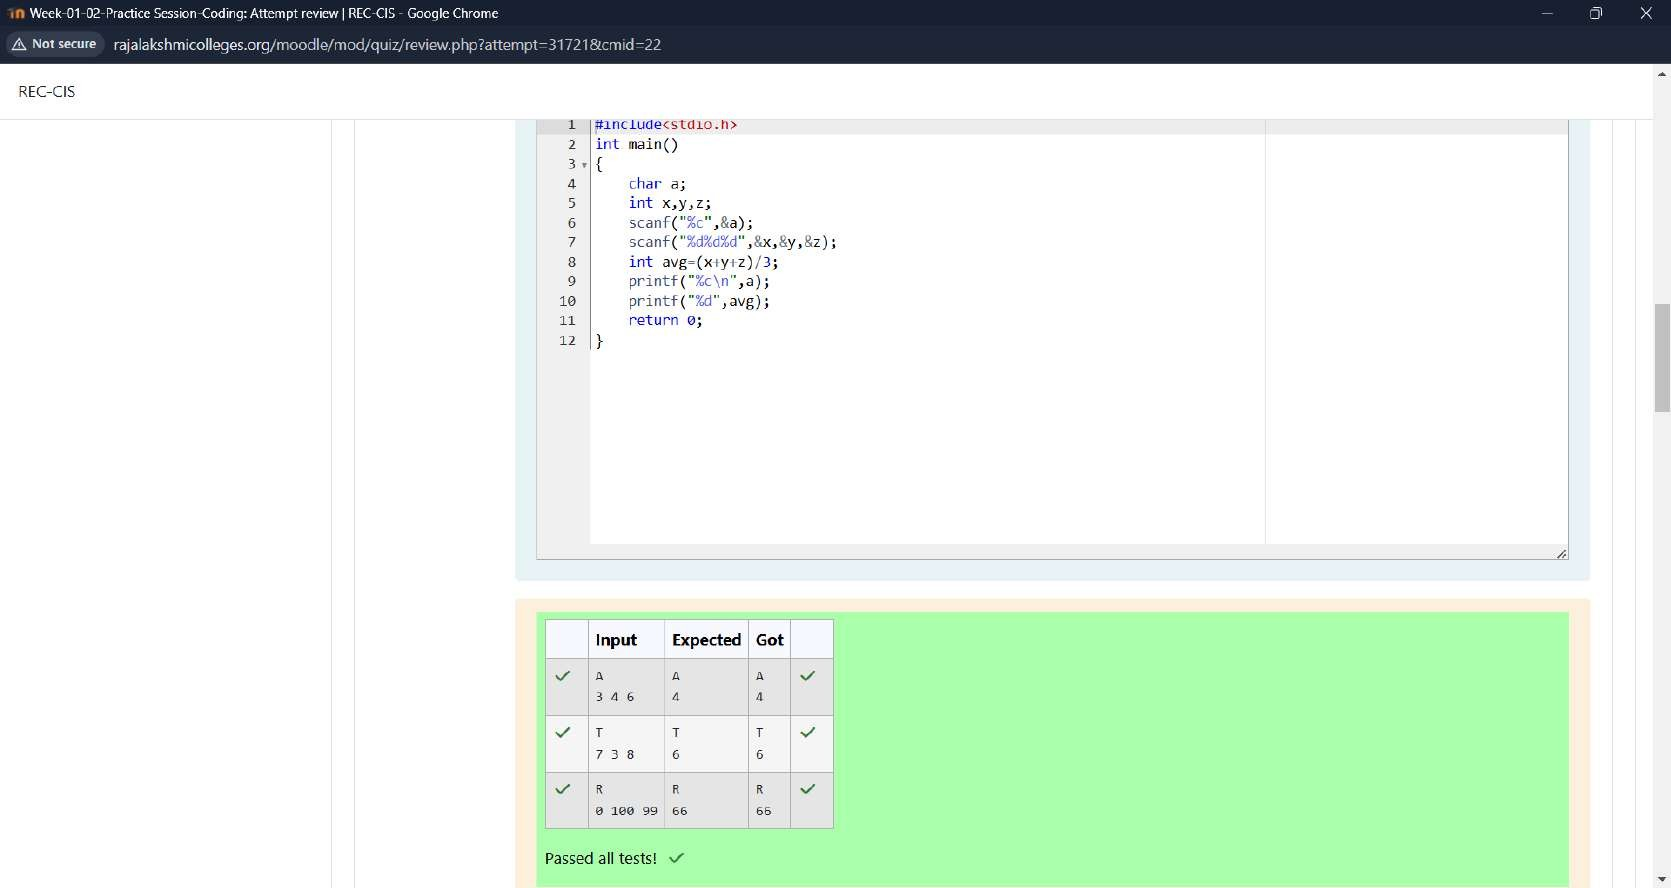 Week-01-02-Practice Session-Coding: Attempt review | REC-CIS - Google Chrome
Not secure rajalakshmicolleges.org/moodle/mod/quiz/review.php?attempt=31721&cmid=22
REC-CIS
1 #include<stdio.h>
2 int main()
3 {
4 char a;
5 int x,y,z;
6 scanf("%c",&a);
7 scanf("%d%d%d",&x,&y,&z);
8 int avg=(x+y+z)/3;
9 printf("%c\n",a);
10 printf("%d",avg);
11 return 0;
12 }
Input Expected Got
A A A
3 4 6 4 4
T T T
7 3 8 6 6
R R R
0 100 99 66 66
Passed all tests!